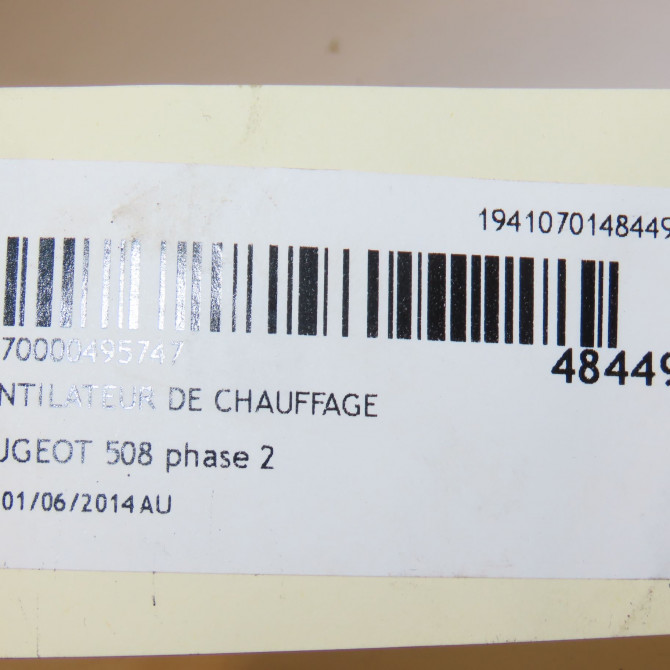 1941070148449
70000495747
48449
NTILATEUR DE CHAUFFAGE
UGEOT 508 phase 2
01/06/2014 AU